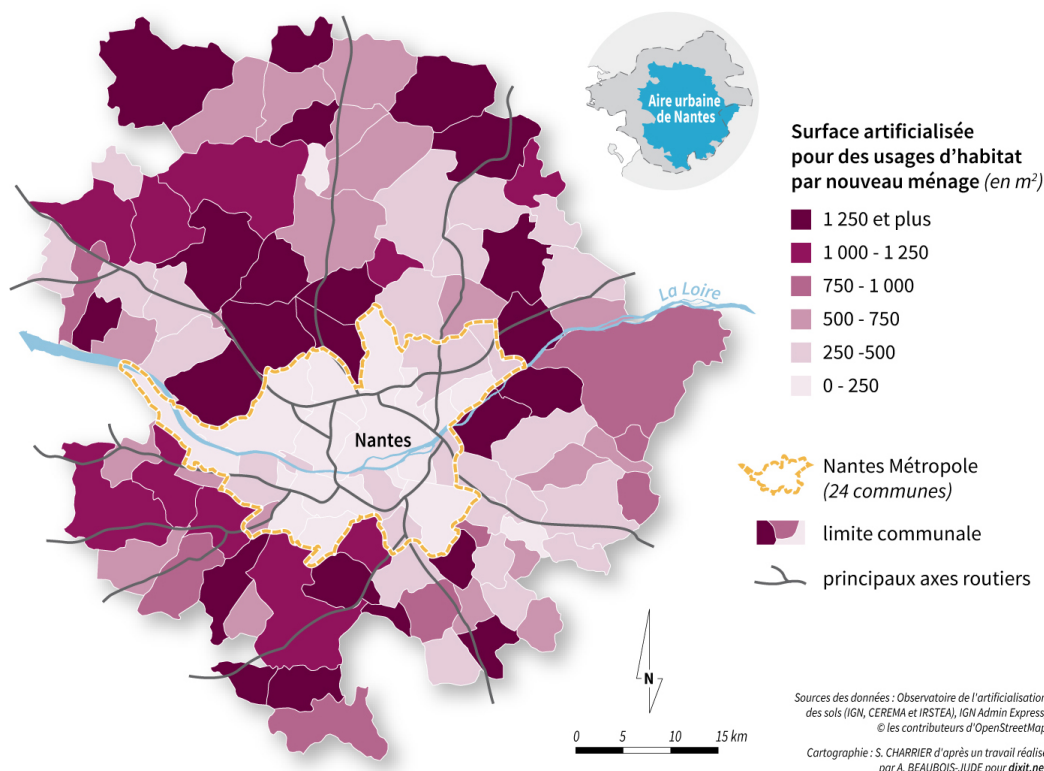 Aire urbaine
de Nantes
Surface artificialisée
pour des usages d'habitat
par nouveau ménage (en m²)
1 250 et plus
1 000 - 1 250
750 - 1 000
500 - 750
250 -500
0 - 250
La Loire
Nantes
Nantes Métropole
(24 communes)
limite communale
principaux axes routiers
N
0 5 10 15 km
Sources des données : Observatoire de l'artificialisation
des sols (IGN, CEREMA et IRSTEA), IGN Admin Express
© les contributeurs d'OpenStreetMap
Cartographie : S. CHARRIER d'après un travail réalisé
par A. BEAUBOIS-JUDE pour dixit.ne